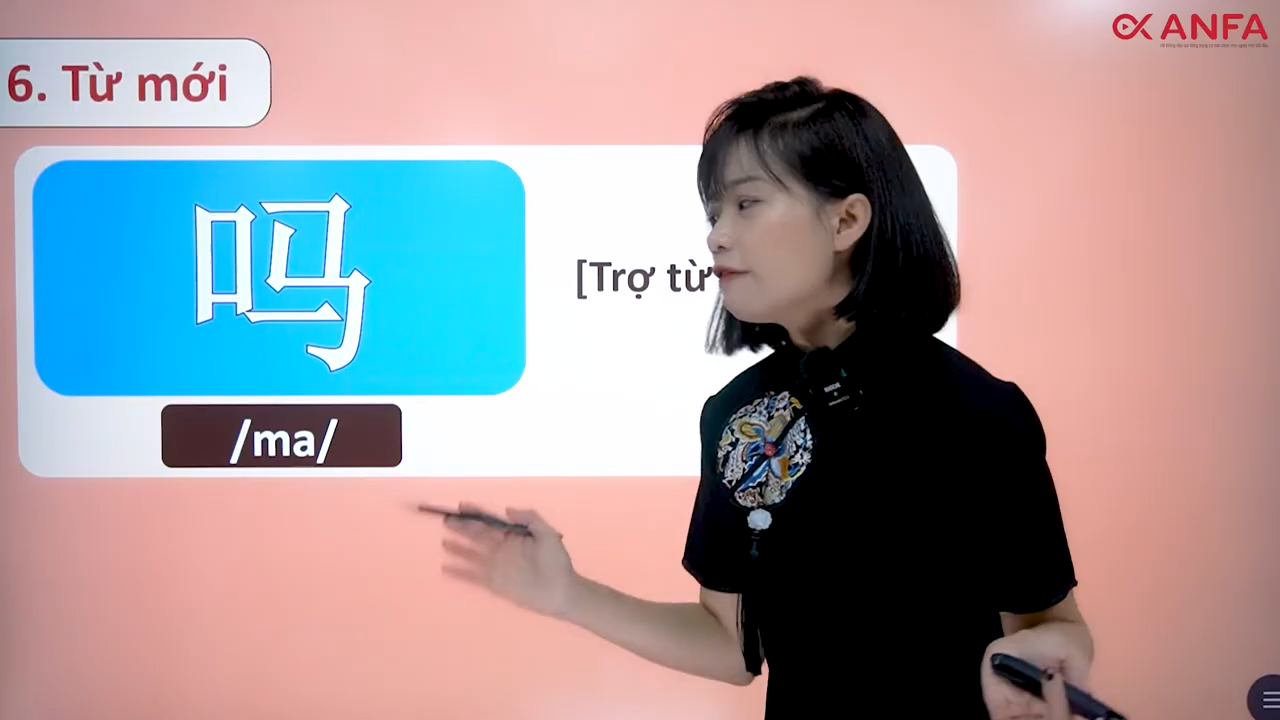 ANFA
6. Từ mới
吗
[Trợ từ
/ma/